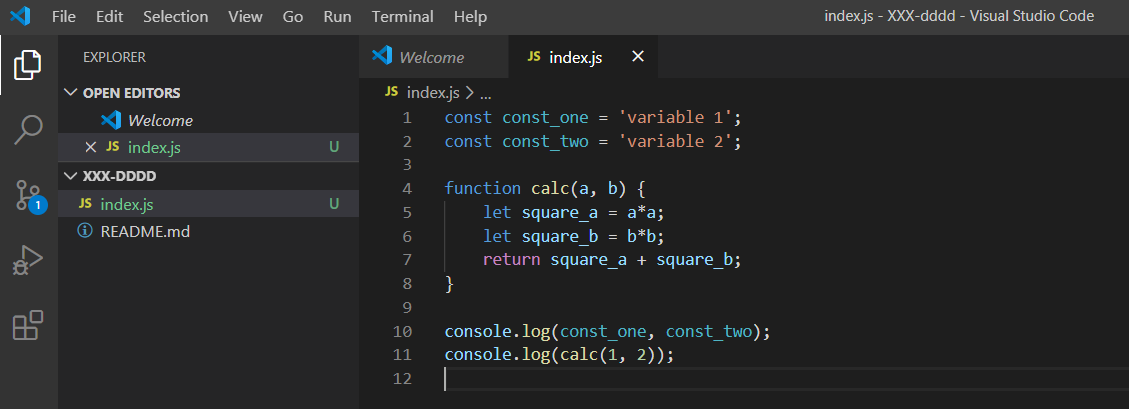 File Edit Selection View Go Run Terminal Help index.js - XXX-dddd - Visual Studio Code
EXPLORER
OPEN EDITORS
Welcome
JS index.js U
XXX-DDDD
JS index.js U
README.md
1
Welcome
JS index.js
JS index.js > ...
1 const const_one = 'variable 1';
2 const const_two = 'variable 2';
3
4 function calc(a, b) {
5 let square_a = a*a;
6 let square_b = b*b;
7 return square_a + square_b;
8 }
9
10 console.log(const_one, const_two);
11 console.log(calc(1, 2));
12